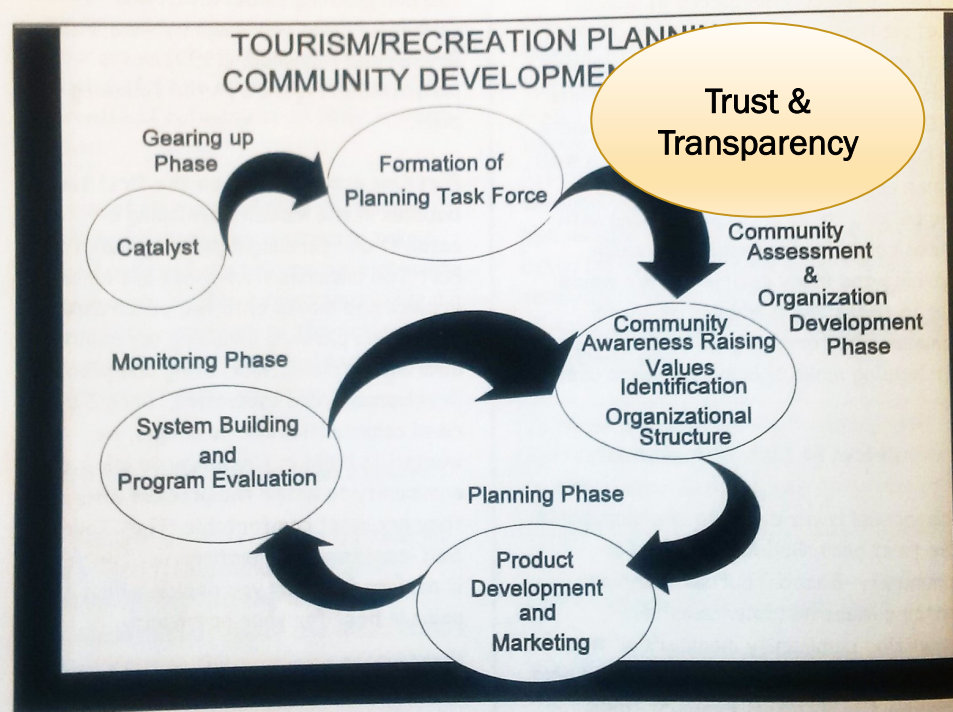 TOURISM/RECREATION PLANNIN
COMMUNITY DEVELOPMEN
Trust &
Transparency
Gearing up
Phase
Catalyst
Formation of
Planning Task Force
Community
Assessment
&
Organization
Development
Phase
Community
Awareness Raising
Values
Identification
Organizational
Structure
Monitoring Phase
System Building
and
Program Evaluation
Planning Phase
Product
Development
and
Marketing